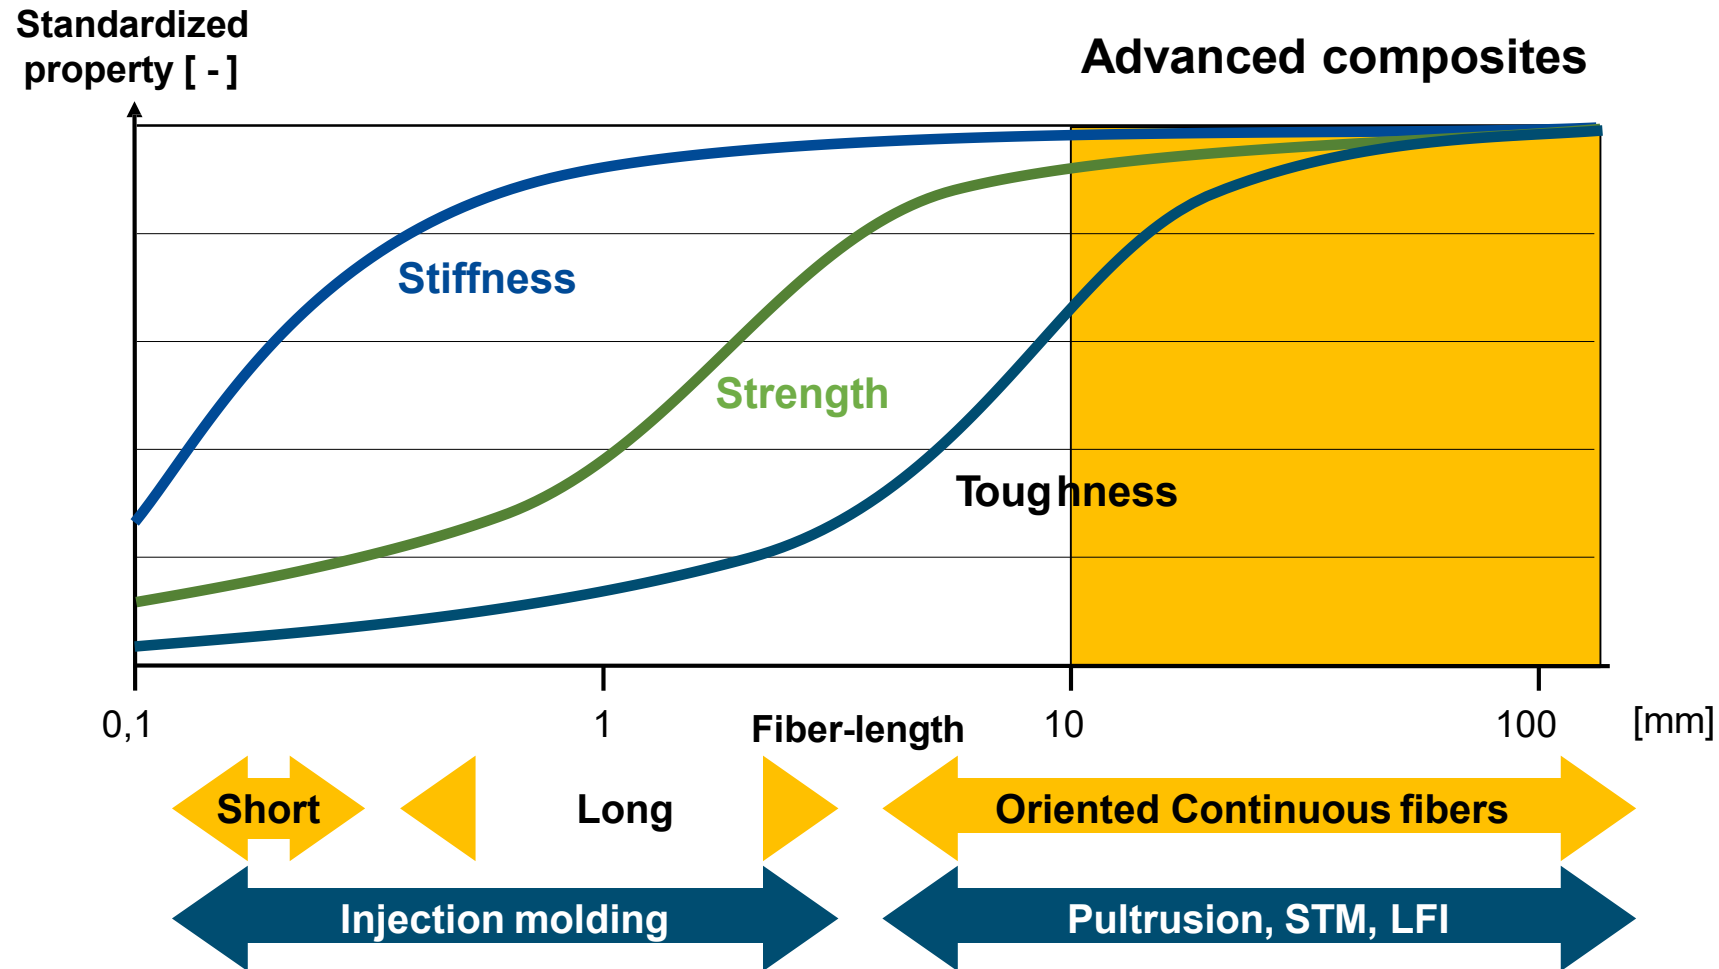 Standardized
property [ - ]
Advanced composites
Stiffness
Strength
Toughness
0,1
1
Fiber-length
10
100
[mm]
Short
Long
Oriented Continuous fibers
Injection molding
Pultrusion, STM, LFI